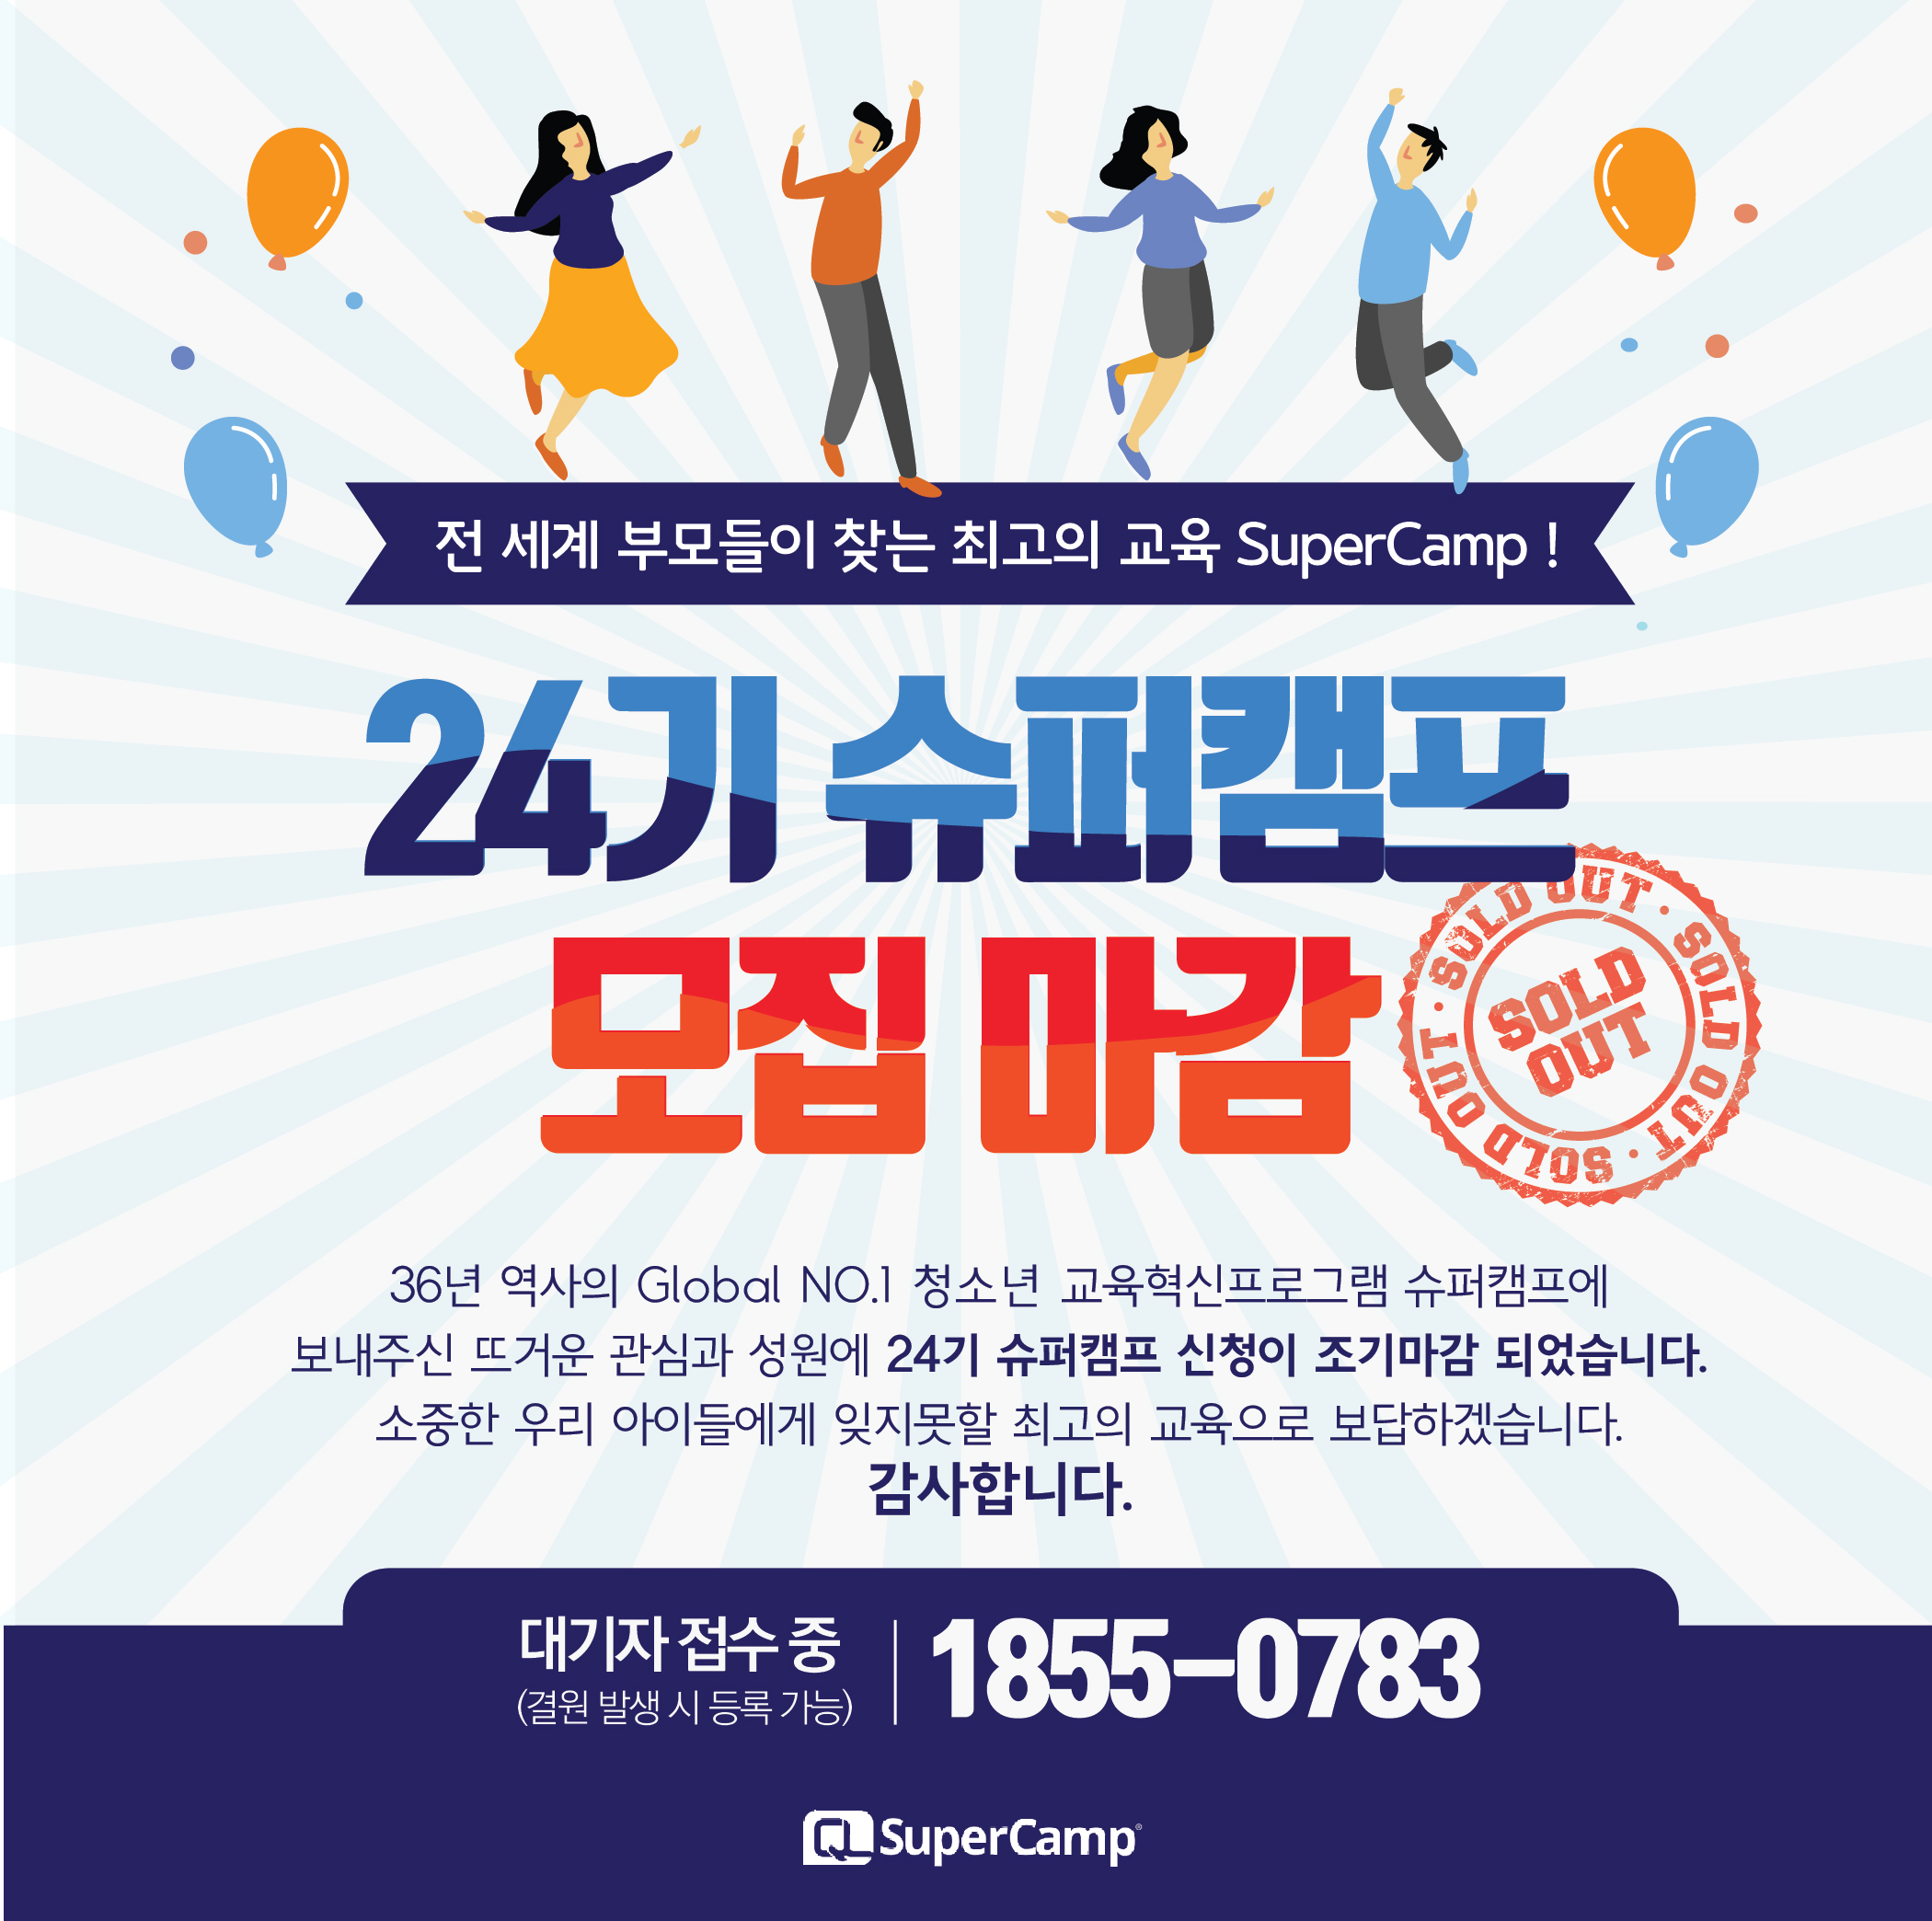 전 세계 부모들이 찾는 최고의 교육 SuperCamp !
24기 슈퍼캠프
모집 마감
SOLD OUT · SOLD OUT · SOLD OUT ·
SOLD
OUT
36년 역사의 Global NO.1 청소년 교육혁신프로그램 슈퍼캠프에
보내주신 뜨거운 관심과 성원에 24기 슈퍼캠프 신청이 조기마감 되었습니다.
소중한 우리 아이들에게 잊지못할 최고의 교육으로 보답하겠습니다.
감사합니다.
대기자 접수 중
(결원 발생 시 등록 가능)
1855-0783
QL SuperCamp®